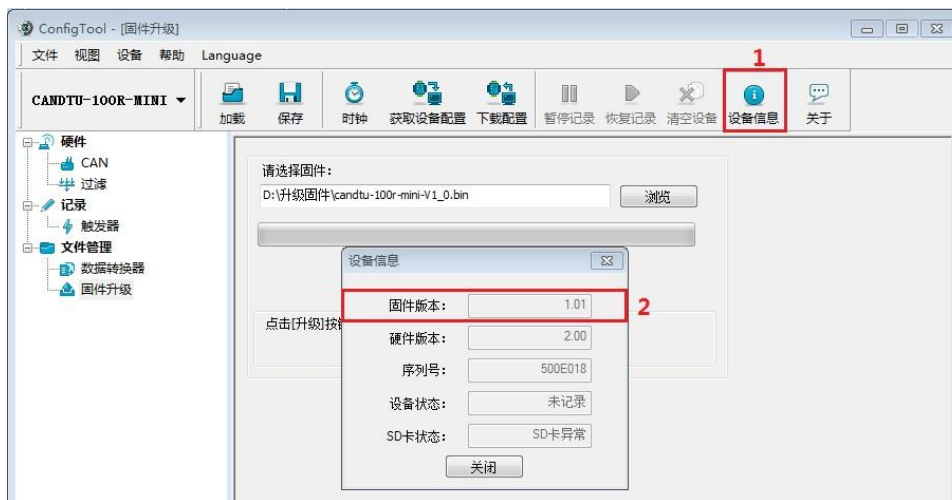 ConfigTool - [固件升级]
文件 视图 设备 帮助 Language
1
CANDTU-100R-MINI
加载 保存 时钟 获取设备配置 下载配置 暂停记录 恢复记录 清空设备 设备信息 关于
硬件
CAN
过滤
记录
触发器
文件管理
数据转换器
固件升级
请选择固件：
D:\升级固件\candtu-100r-mini-V1_0.bin 浏览
设备信息
固件版本： 1.01 2
点击[升级]按
硬件版本： 2.00
序列号： 500E018
设备状态： 未记录
SD卡状态： SD卡异常
关闭